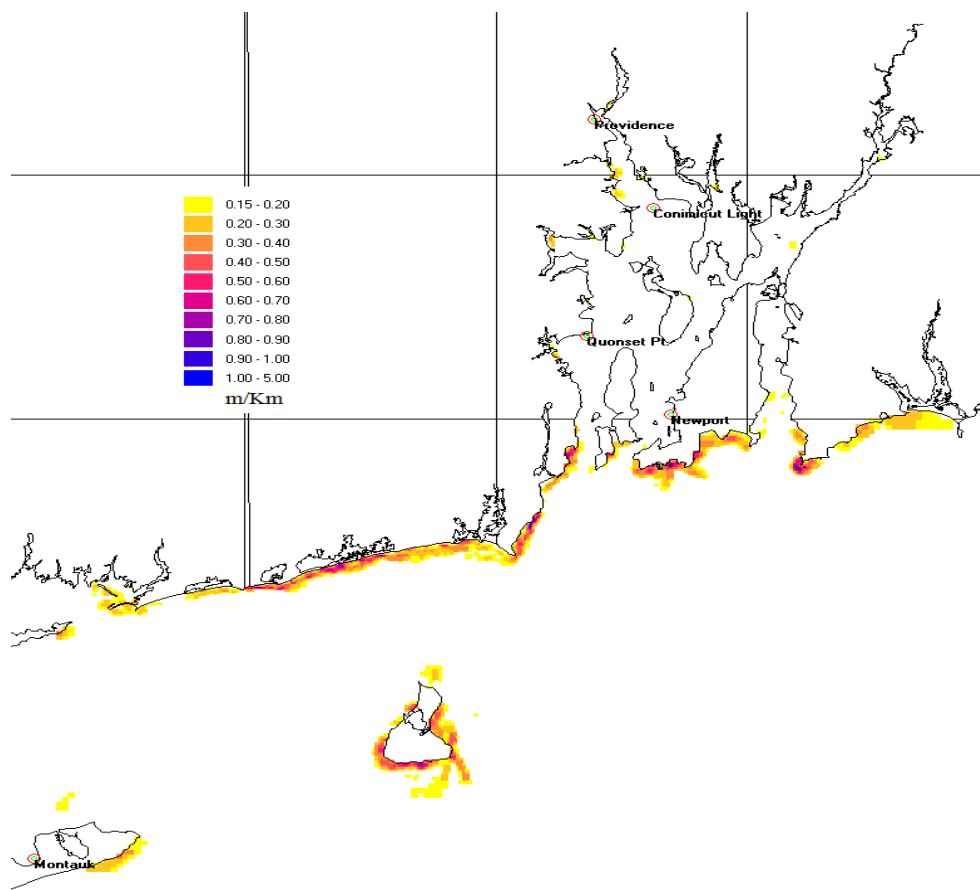 Providence
0.15 - 0.20
0.20 - 0.30
Conimicut Light
0.30 - 0.40
0.40 - 0.50
0.50 - 0.60
0.60 - 0.70
0.70 - 0.80
0.80 - 0.90
Quonset Pt.
0.90 - 1.00
1.00 - 5.00
m/Km
Newport
Montauk